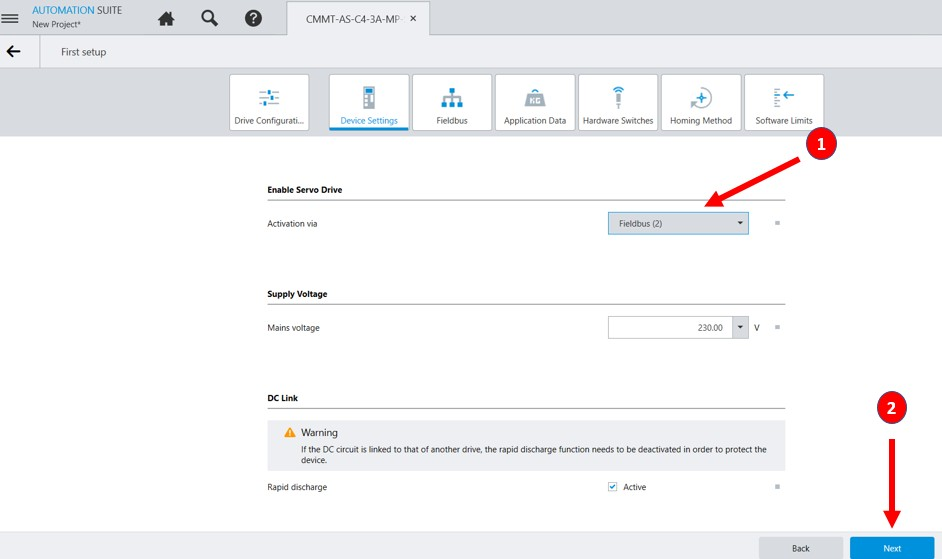 AUTOMATION SUITE
New Project*
CMMT-AS-C4-3A-MP-
First setup
Drive Configurati...
Device Settings
Fieldbus
KG
Application Data
Hardware Switches
Homing Method
Software Limits
1
Enable Servo Drive
Activation via
Fieldbus (2)
=
Supply Voltage
Mains voltage
230.00
V
=
DC Link
Warning
If the DC circuit is linked to that of another drive, the rapid discharge function needs to be deactivated in order to protect the
device.
Rapid discharge
Active
=
2
Back
Next